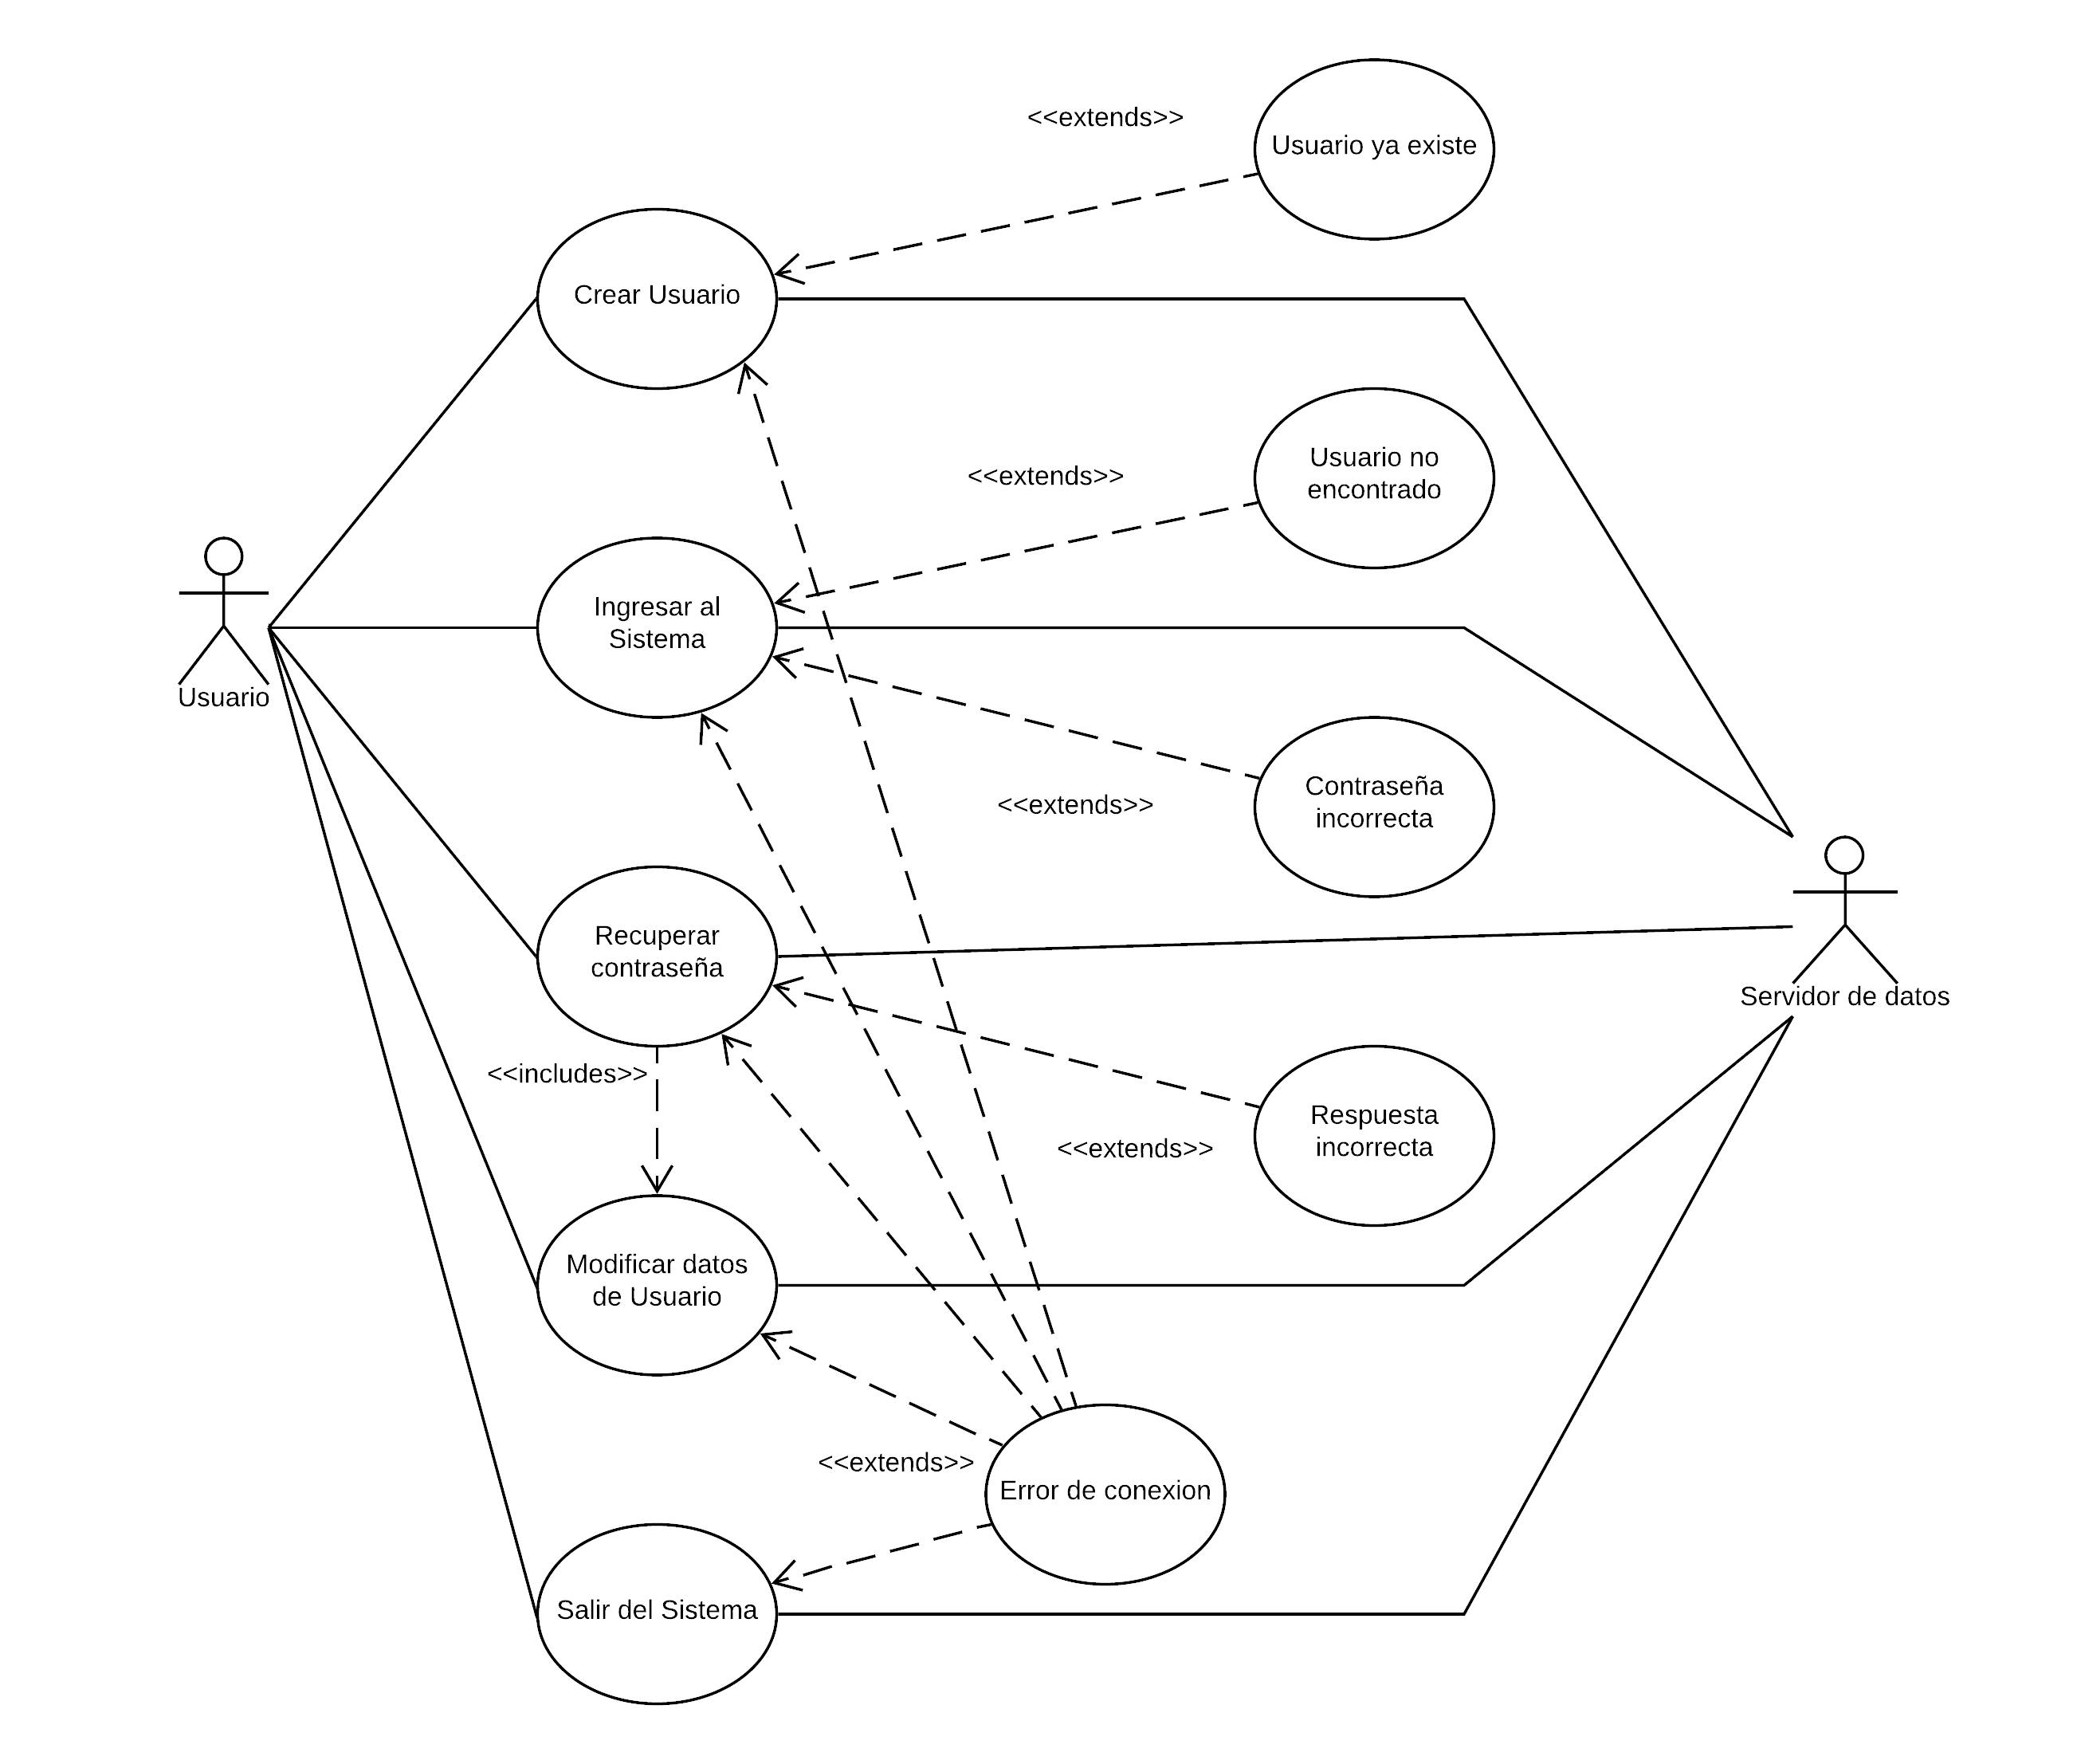 <<extends>>
Usuario ya existe
Crear Usuario
Usuario no
encontrado
<<extends>>
Ingresar al
Sistema
Usuario
Contraseña
incorrecta
<<extends>>
Recuperar
contraseña
Servidor de datos
<<includes>>
Respuesta
incorrecta
<<extends>>
Modificar datos
de Usuario
<<extends>>
Error de conexion
Salir del Sistema